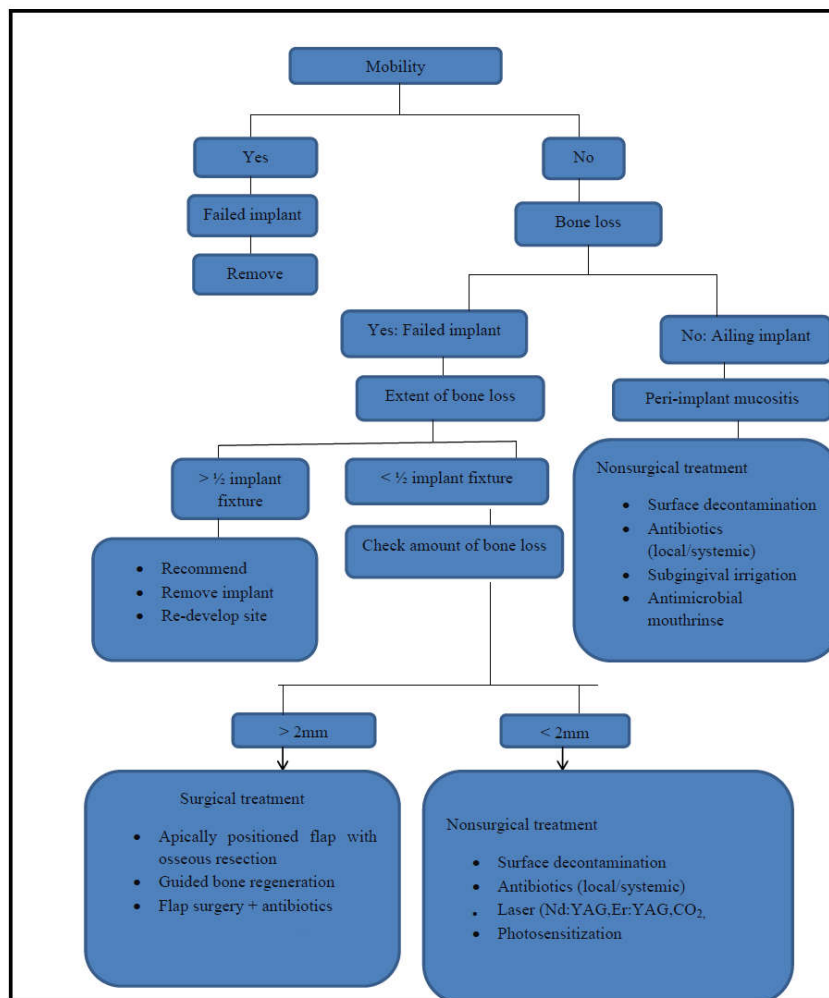 Mobility
Yes
No
Failed implant
Bone loss
Remove
Yes: Failed implant
No: Ailing implant
Extent of bone loss
Peri-implant mucositis
> ½ implant
fixture
< ½ implant fixture
Nonsurgical treatment
• Surface decontamination
• Antibiotics
(local/systemic)
• Subgingival irrigation
• Antimicrobial
mouthrinse
Check amount of bone loss
• Recommend
• Remove implant
• Re-develop site
> 2mm
< 2mm
Surgical treatment
• Apically positioned flap with
osseous resection
• Guided bone regeneration
• Flap surgery + antibiotics
Nonsurgical treatment
• Surface decontamination
• Antibiotics (local/systemic)
• Laser (Nd:YAG,Er:YAG,CO₂,
• Photosensitization